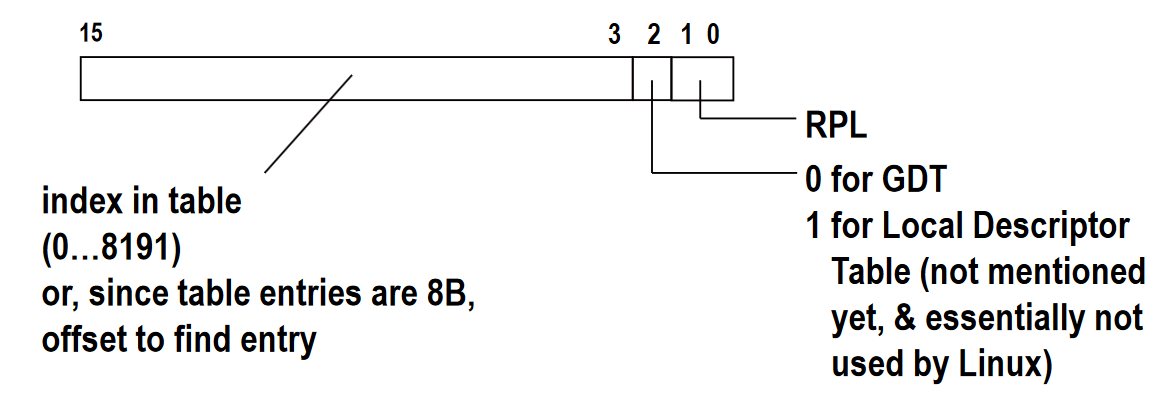 15 3 2 1 0
RPL
0 for GDT
1 for Local Descriptor
Table (not mentioned
yet, & essentially not
used by Linux)
index in table
(0…8191)
or, since table entries are 8B,
offset to find entry